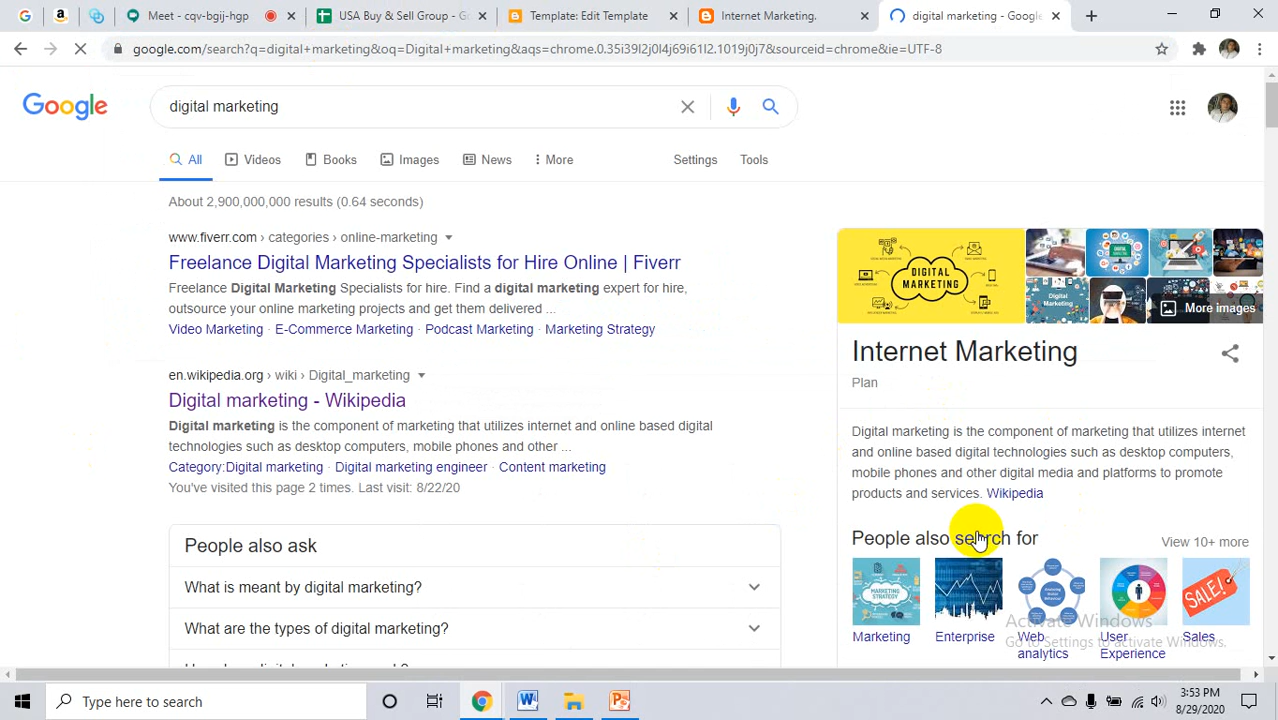 Meet - cqv-bgij-hgp
USA Buy & Sell Group - G
Template: Edit Template
Internet Marketing.
digital marketing - Google
google.com/search?q=digital+marketing&oq=Digital+marketing&aqs=chrome.0.35i39l2j0l4j69i61l2.1019j0j7&sourceid=chrome&ie=UTF-8
Google
digital marketing
All
Videos
Books
Images
News
More
Settings
Tools
About 2,900,000,000 results (0.64 seconds)
www.fiverr.com › categories › online-marketing
Freelance Digital Marketing Specialists for Hire Online | Fiverr
Freelance Digital Marketing Specialists for hire. Find a digital marketing expert for hire,
outsource your online marketing projects and get them delivered ...
Video Marketing · E-Commerce Marketing · Podcast Marketing · Marketing Strategy
en.wikipedia.org › wiki › Digital_marketing
Digital marketing - Wikipedia
Digital marketing is the component of marketing that utilizes internet and online based digital
technologies such as desktop computers, mobile phones and other ...
Category:Digital marketing · Digital marketing engineer · Content marketing
You've visited this page 2 times. Last visit: 8/22/20
People also ask
What is meant by digital marketing?
What are the types of digital marketing?
DIGITAL
MARKETING
More images
Internet Marketing
Plan
Digital marketing is the component of marketing that utilizes internet
and online based digital technologies such as desktop computers,
mobile phones and other digital media and platforms to promote
products and services. Wikipedia
People also search for
View 10+ more
MARKETING
STRATEGY
SALE!
Marketing
Enterprise
Web
analytics
User
Experience
Sales
Activate Windows
Go to Settings to activate Windows.
Type here to search
3:53 PM
8/29/2020